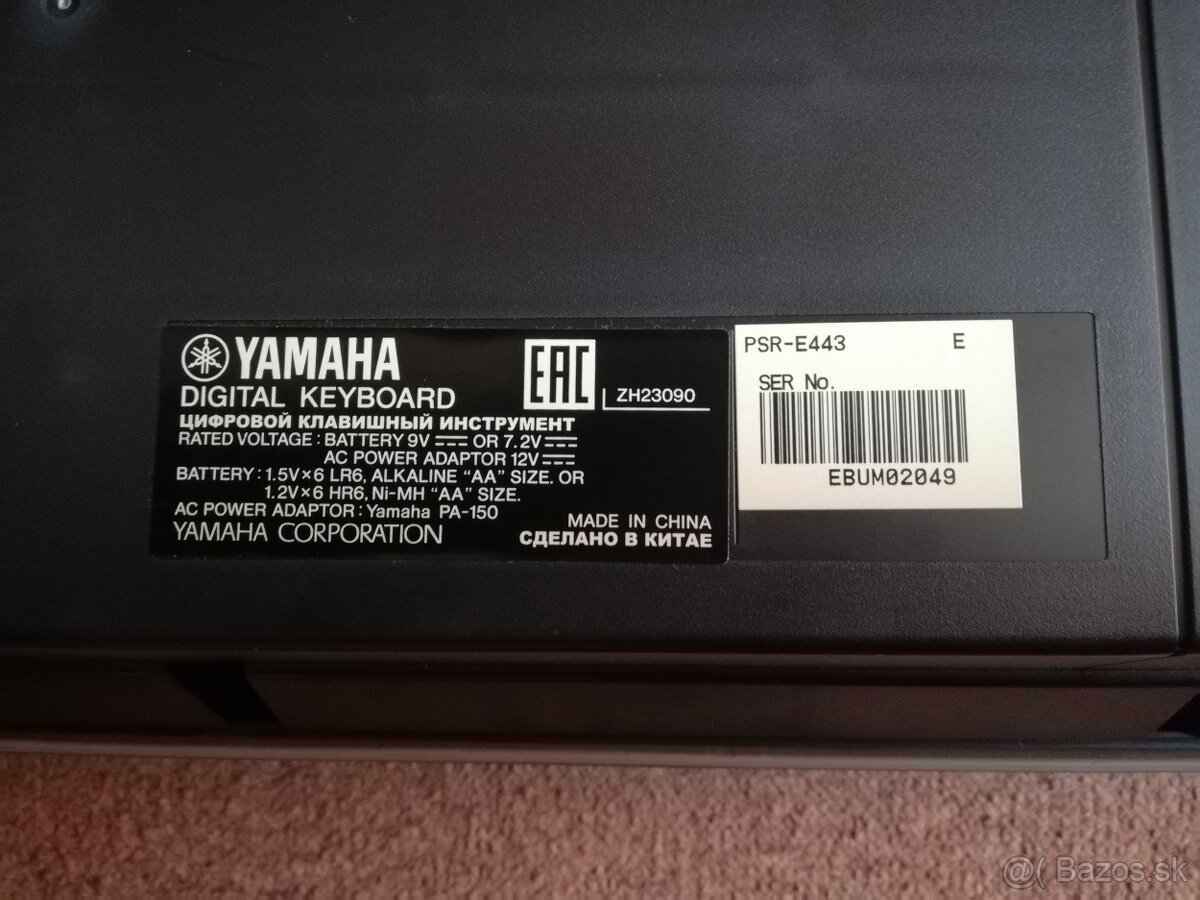 YAMAHA
DIGITAL KEYBOARD
EAC
ZH23090
ЦИФРОВОЙ КЛАВИШНЫЙ ИНСТРУМЕНТ
RATED VOLTAGE : BATTERY 9V ⎓ OR 7.2V ⎓
AC POWER ADAPTOR 12V ⎓
BATTERY : 1.5V×6 LR6, ALKALINE “AA” SIZE. OR
1.2V×6 HR6, Ni-MH “AA” SIZE.
AC POWER ADAPTOR : Yamaha PA-150
YAMAHA CORPORATION
MADE IN CHINA
СДЕЛАНО В КИТАЕ
PSR-E443 E
SER No.
EBUM02049
@( Bazos.sk